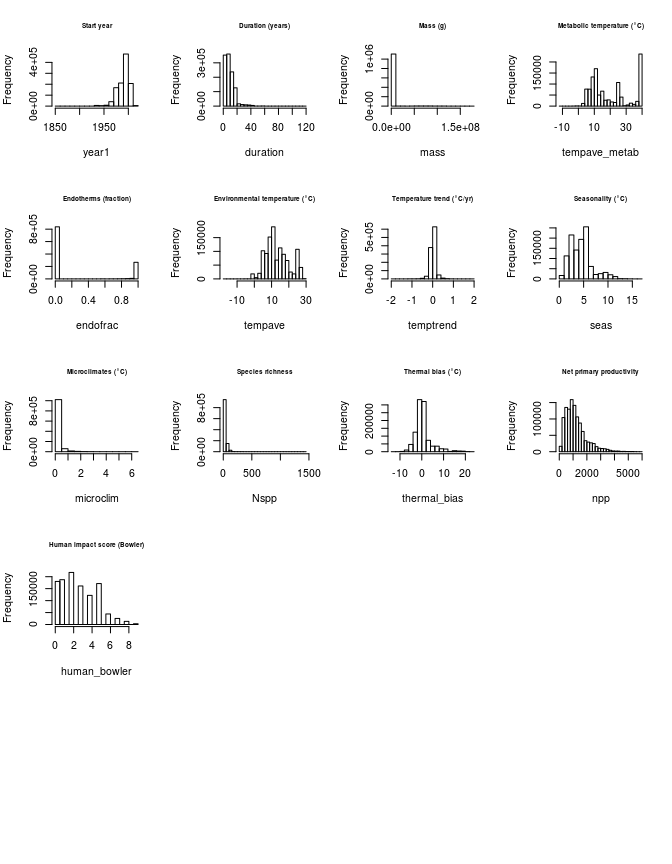 Start year
Frequency
0e+00
4e+05
1850
1950
year1
Duration (years)
Frequency
0e+00
3e+05
0
40
80
120
duration
Mass (g)
Frequency
0e+00
1e+06
0.0e+00
1.5e+08
mass
Metabolic temperature (°C)
Frequency
0
150000
-10
10
30
tempave_metab
Endotherms (fraction)
Frequency
0e+00
8e+05
0.0
0.4
0.8
endofrac
Environmental temperature (°C)
Frequency
0
150000
-10
10
30
tempave
Temperature trend (°C/yr)
Frequency
0e+00
5e+05
-2
-1
0
1
2
temptrend
Seasonality (°C)
Frequency
0
150000
0
5
10
15
seas
Microclimates (°C)
Frequency
0e+00
8e+05
0
2
4
6
microclim
Species richness
Frequency
0e+00
8e+05
0
500
1500
Nspp
Thermal bias (°C)
Frequency
0
200000
-10
0
10
20
thermal_bias
Net primary productivity
Frequency
0
100000
0
2000
5000
npp
Human impact score (Bowler)
Frequency
0
150000
0
2
4
6
8
human_bowler